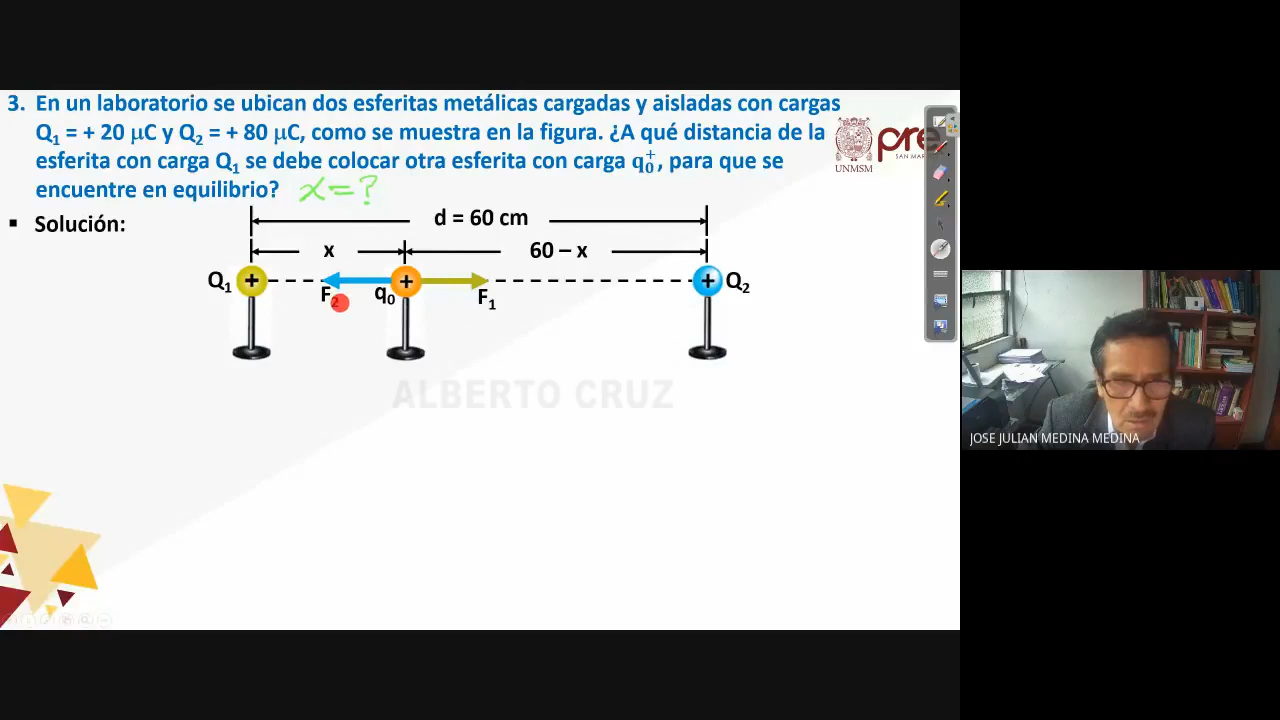 3. En un laboratorio se ubican dos esferitas metálicas cargadas y aisladas con cargas
Q₁ = + 20 μC y Q₂ = + 80 μC, como se muestra en la figura. ¿A qué distancia de la
esferita con carga Q₁ se debe colocar otra esferita con carga q₀⁺, para que se
encuentre en equilibrio? x = ?
pre
SAN MAR
UNMSM
▪ Solución:
d = 60 cm
x
60 – x
Q₁ + F₂ q₀ + F₁ + Q₂
ALBERTO CRUZ
JOSE JULIAN MEDINA MEDINA